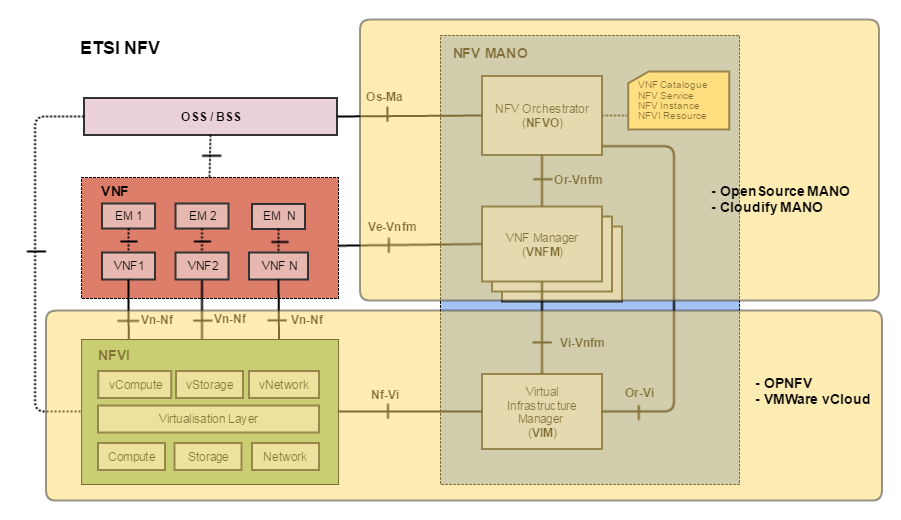 ETSI NFV
NFV MANO
Os-Ma
NFV Orchestrator
(NFVO)
VNF Catalogue
NFV Service
NFV Instance
NFVI Resource
OSS / BSS
Or-Vnfm
- OpenSource MANO
- Cloudify MANO
VNF
EM 1
EM 2
EM N
Ve-Vnfm
VNF Manager
(VNFM)
VNF1
VNF2
VNF N
Vn-Nf
Vn-Nf
Vn-Nf
Vi-Vnfm
NFVI
vCompute
vStorage
vNetwork
Nf-Vi
Virtual
Infrastructure
Manager
(VIM)
Or-Vi
- OPNFV
- VMWare vCloud
Virtualisation Layer
Compute
Storage
Network